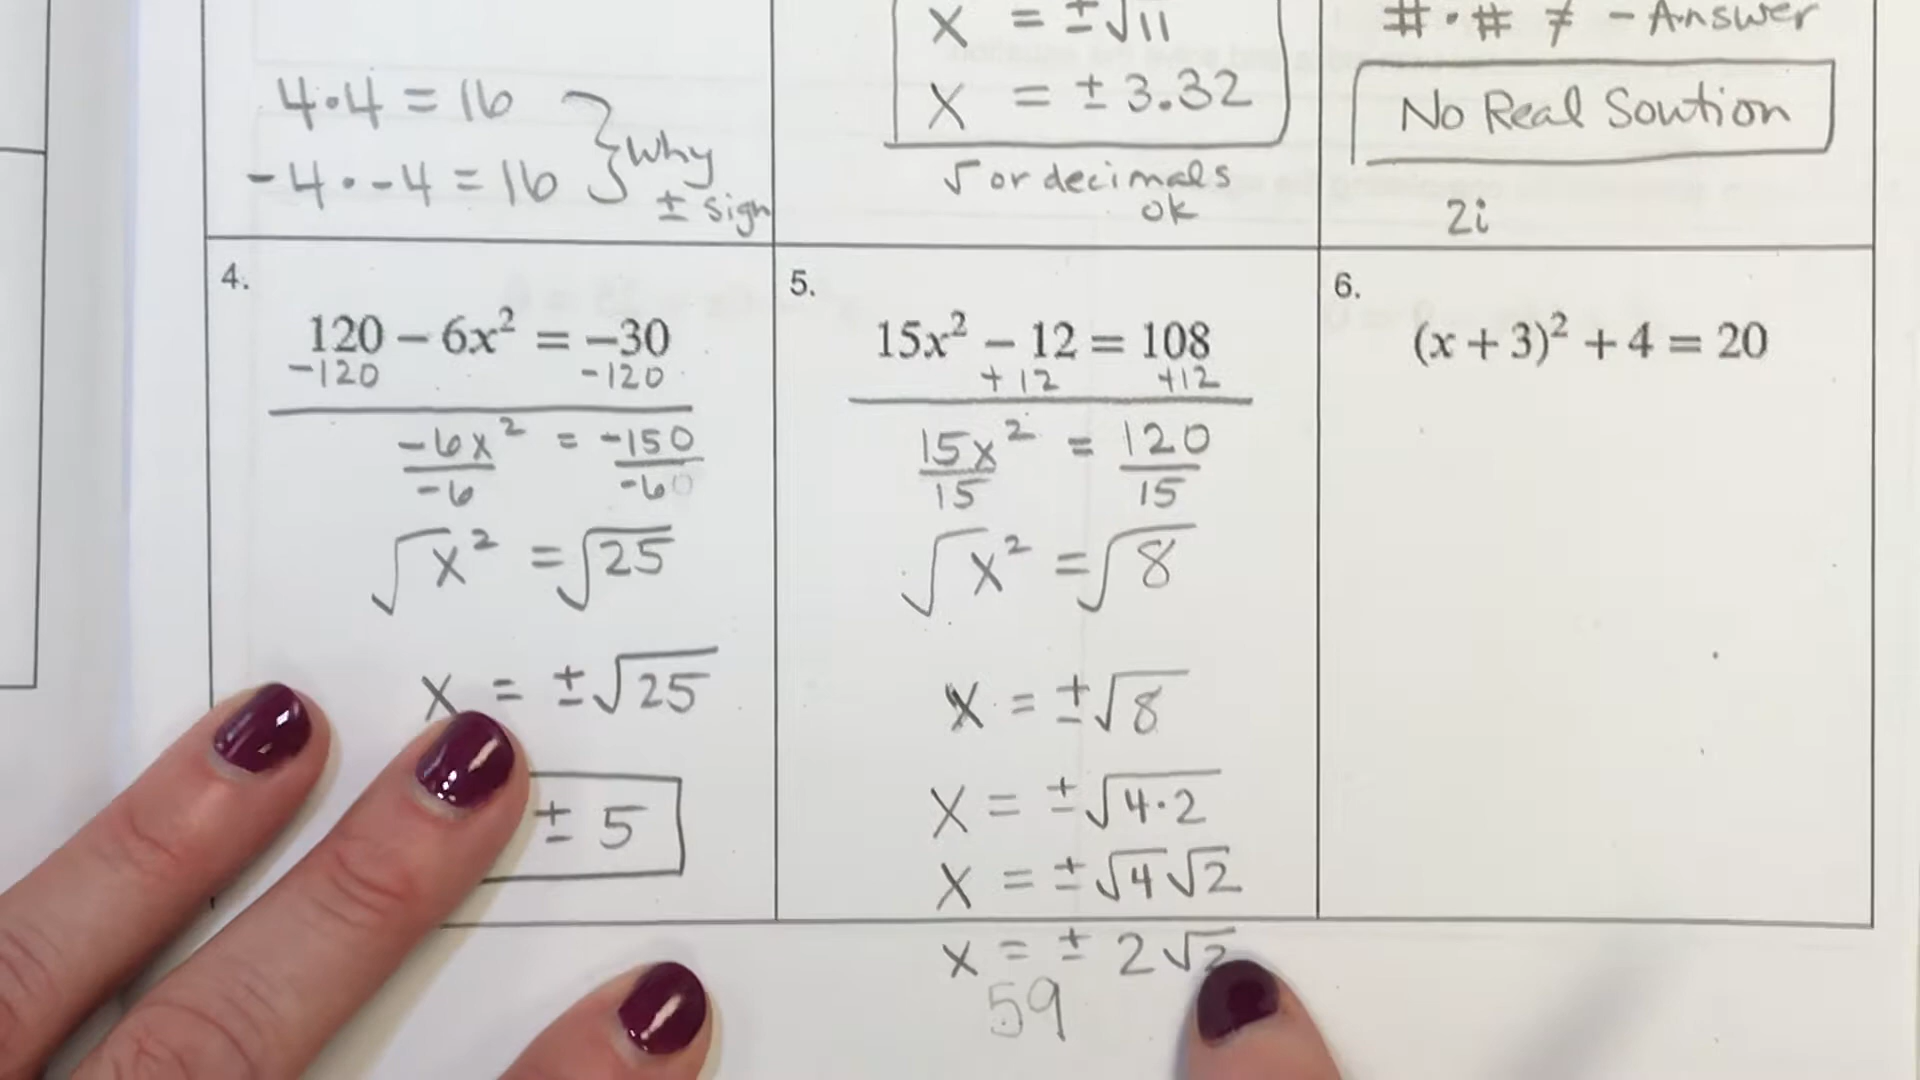 4·4 = 16
-4·-4 = 16
why
± sign
x = ±√11
x = ±3.32
√ or decimals
ok
#·# ≠ - Answer
No Real Soution
2i
4.
120 − 6x² = −30
-120 -120
-6x² = -150
-6 -60
√x² = √25
x = ±√25
± 5
5.
15x² − 12 = 108
+12 +12
15x² = 120
15 15
√x² = √8
x = ±√8
x = ±√4·2
x = ±√4√2
x = ± 2√2
59
6.
(x + 3)² + 4 = 20